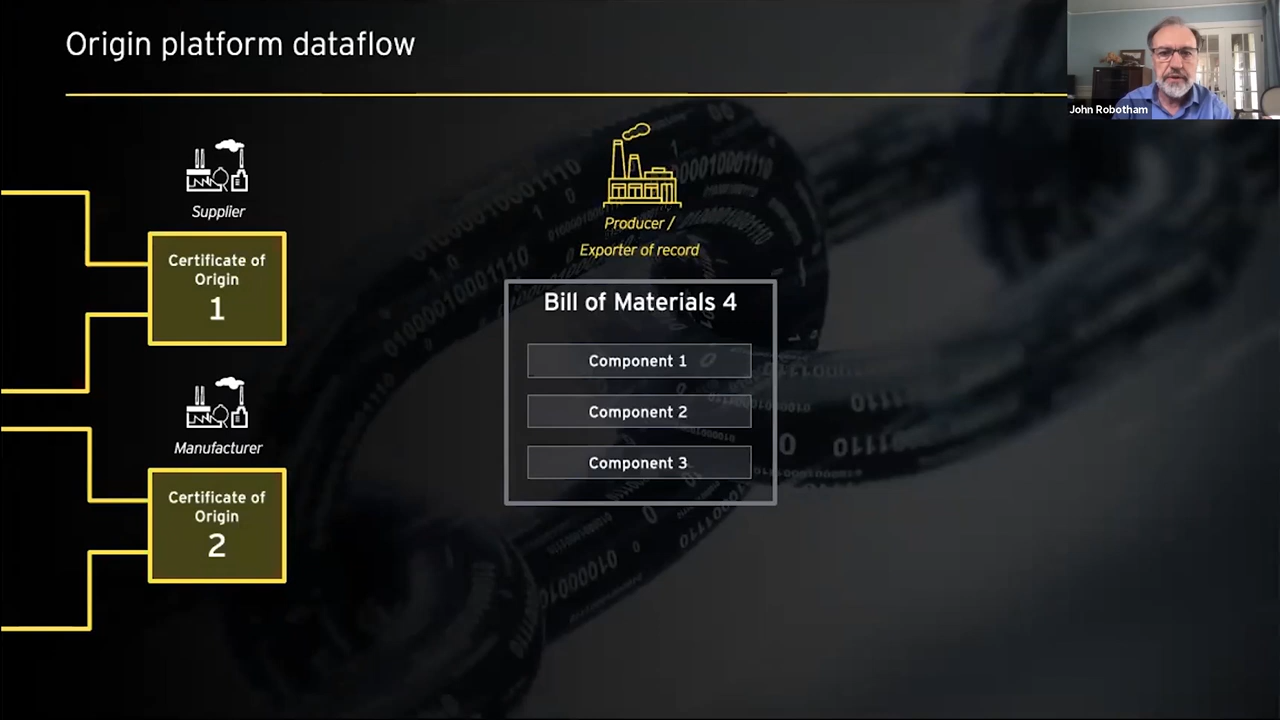 Origin platform dataflow
John Robotham
Supplier
Certificate of
Origin
1
Manufacturer
Certificate of
Origin
2
Producer /
Exporter of record
Bill of Materials 4
Component 1
Component 2
Component 3